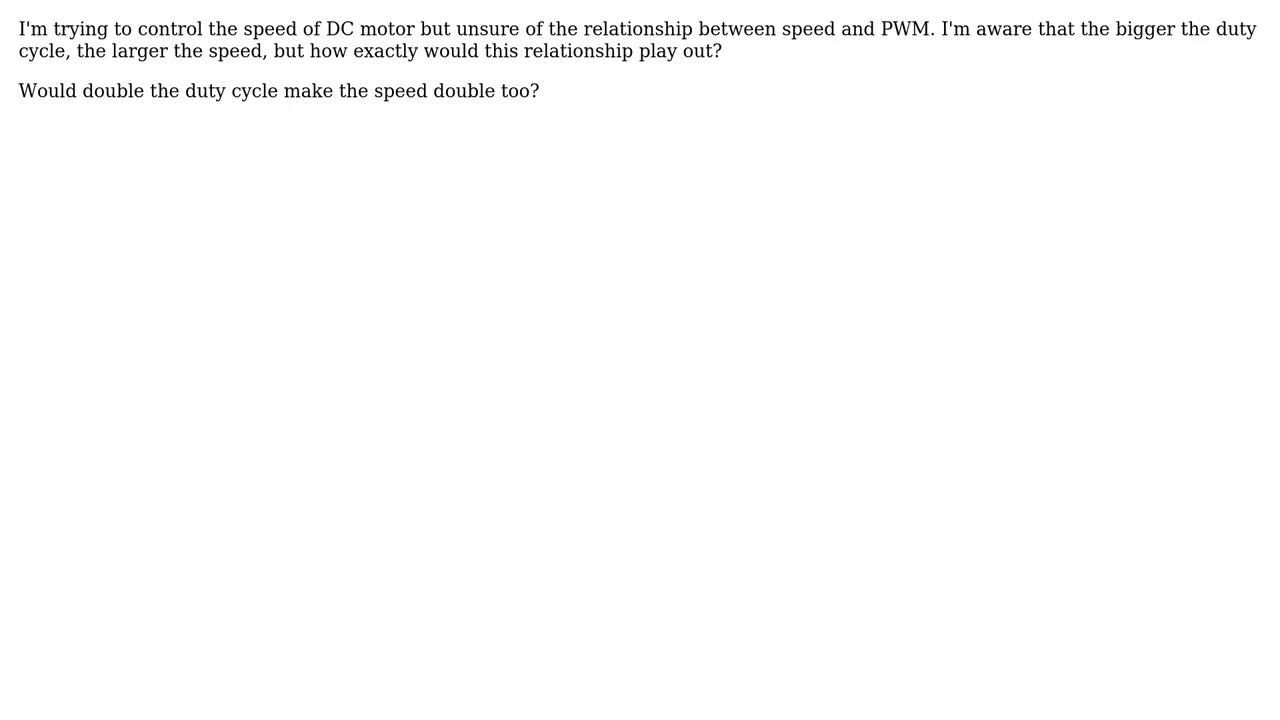 I'm trying to control the speed of DC motor but unsure of the relationship between speed and PWM. I'm aware that the bigger the duty
cycle, the larger the speed, but how exactly would this relationship play out?
Would double the duty cycle make the speed double too?